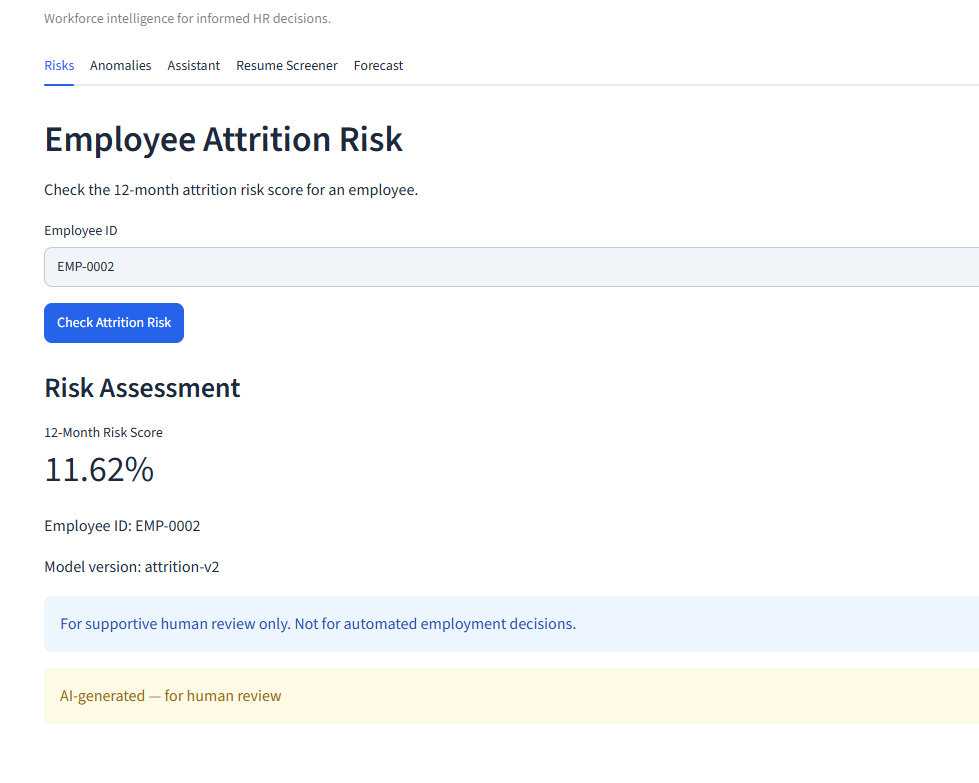 Workforce intelligence for informed HR decisions.
Risks Anomalies Assistant Resume Screener Forecast
Employee Attrition Risk
Check the 12-month attrition risk score for an employee.
Employee ID
EMP-0002
Check Attrition Risk
Risk Assessment
12-Month Risk Score
11.62%
Employee ID: EMP-0002
Model version: attrition-v2
For supportive human review only. Not for automated employment decisions.
AI-generated — for human review